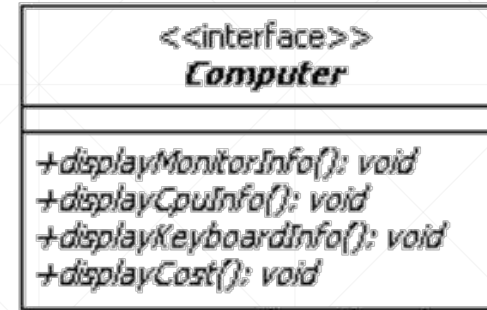 <<interface>>
Computer
+displayMonitorInfo(): void
+displayCpuInfo(): void
+displayKeyboardInfo(): void
+displayCost(): void